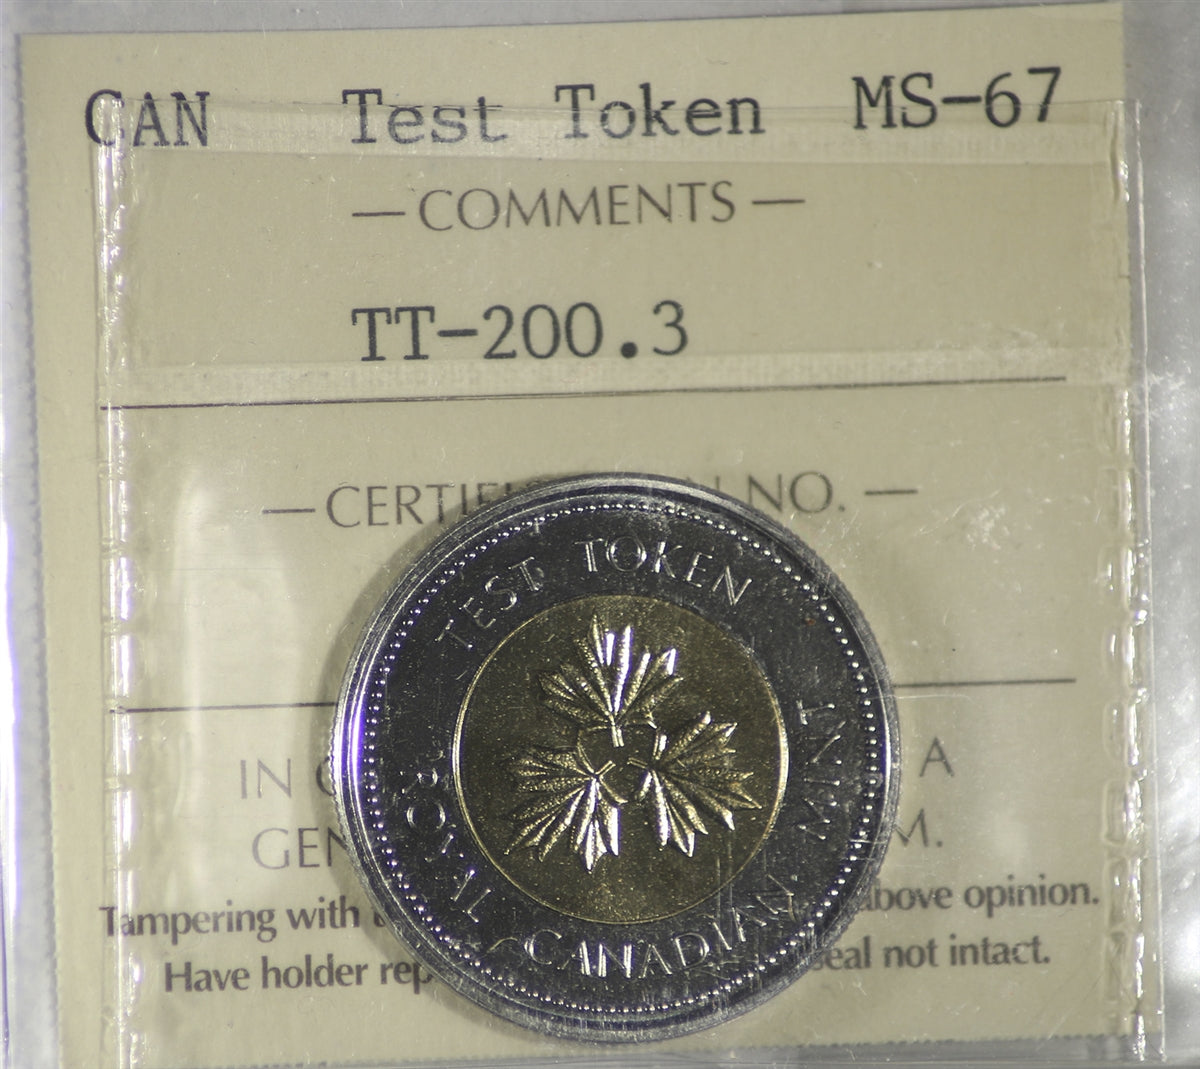 CAN Test Token MS-67
— COMMENTS —
TT-200.3
— CERTIF N NO. —
TEST TOKEN
ROYAL CANADIAN MINT
IN A
GEN M.
Tampering with above opinion.
Have holder rep seal not intact.